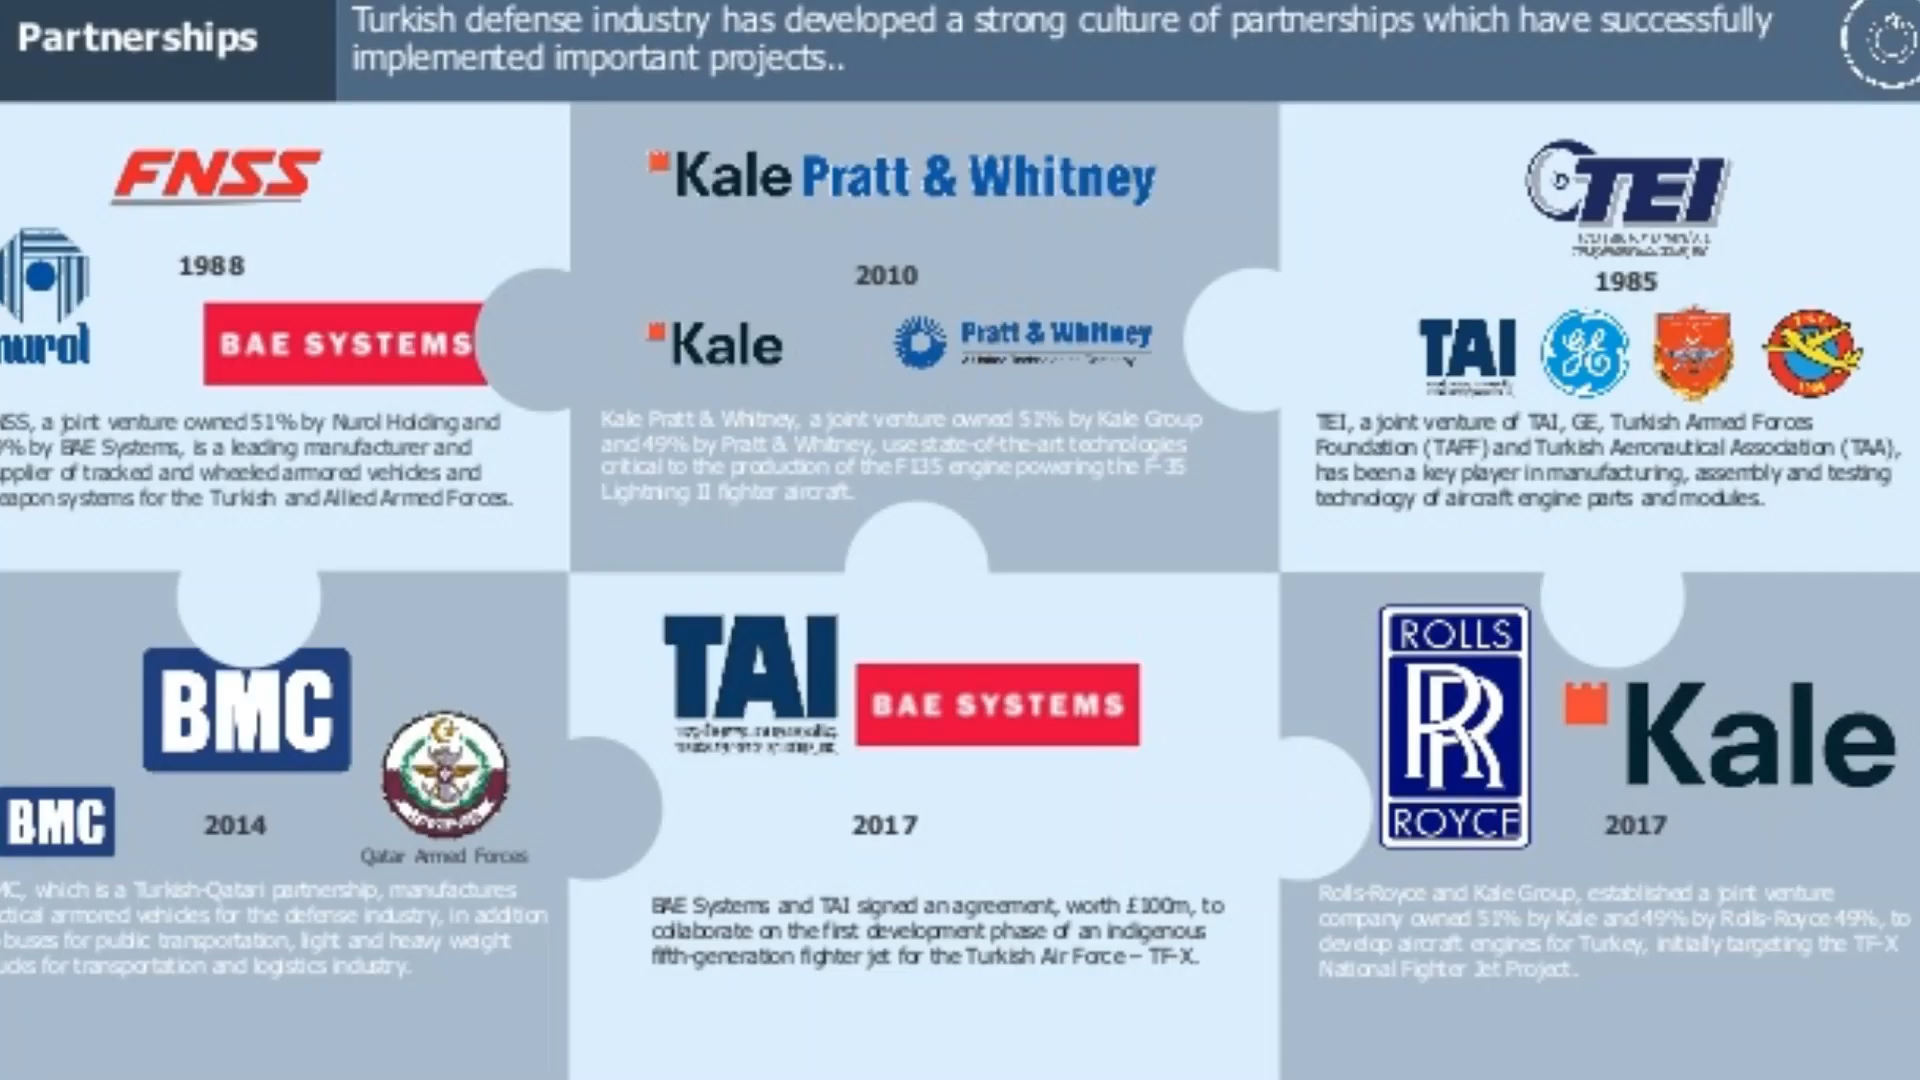 Partnerships
Turkish defense industry has developed a strong culture of partnerships which have successfully
implemented important projects..
FNSS
1988
nurol
BAE SYSTEMS
NSS, a joint venture owned 51% by Nurol Holding and
9% by BAE Systems, is a leading manufacturer and
pplier of tracked and wheeled armored vehicles and
eapon systems for the Turkish and Allied Armed Forces.
Kale Pratt & Whitney
2010
Kale
Pratt & Whitney
Kale Pratt & Whitney, a joint venture owned 51% by Kale Group
and 49% by Pratt & Whitney, use state-of-the-art technologies
critical to the production of the F135 engine powering the F-35
Lightning II fighter aircraft.
TEI
1985
TAI
GE
TEI, a joint venture of TAI, GE, Turkish Armed Forces
Foundation (TAFF) and Turkish Aeronautical Association (TAA),
has been a key player in manufacturing, assembly and testing
technology of aircraft engine parts and modules.
BMC
BMC
2014
Qatar Armed Forces
MC, which is a Turkish-Qatari partnership, manufactures
ctical armored vehicles for the defense industry, in addition
buses for public transportation, light and heavy weight
ucks for transportation and logistics industry.
TAI
BAE SYSTEMS
2017
BAE Systems and TAI signed an agreement, worth £100m, to
collaborate on the first development phase of an indigenous
fifth-generation fighter jet for the Turkish Air Force – TF-X.
ROLLS
RR
ROYCE
Kale
2017
Rolls-Royce and Kale Group, established a joint venture
company owned 51% by Kale and 49% by Rolls-Royce 49%, to
develop aircraft engines for Turkey, initially targeting the TF-X
National Fighter Jet Project.